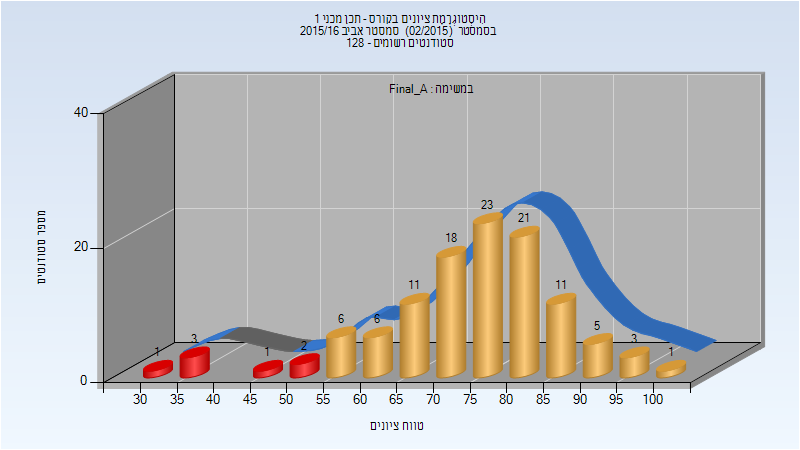 היסטוגרמת ציונים בקורס - תכן מכני 1
בסמסטר (02/2015) סמסטר אביב 2015/16
סטודנטים רשומים - 128
במשימה : Final_A
מספר סטודנטים
40
20
0
1
3
1
2
6
6
11
18
23
21
11
5
3
1
30 35 40 45 50 55 60 65 70 75 80 85 90 95 100
טווח ציונים